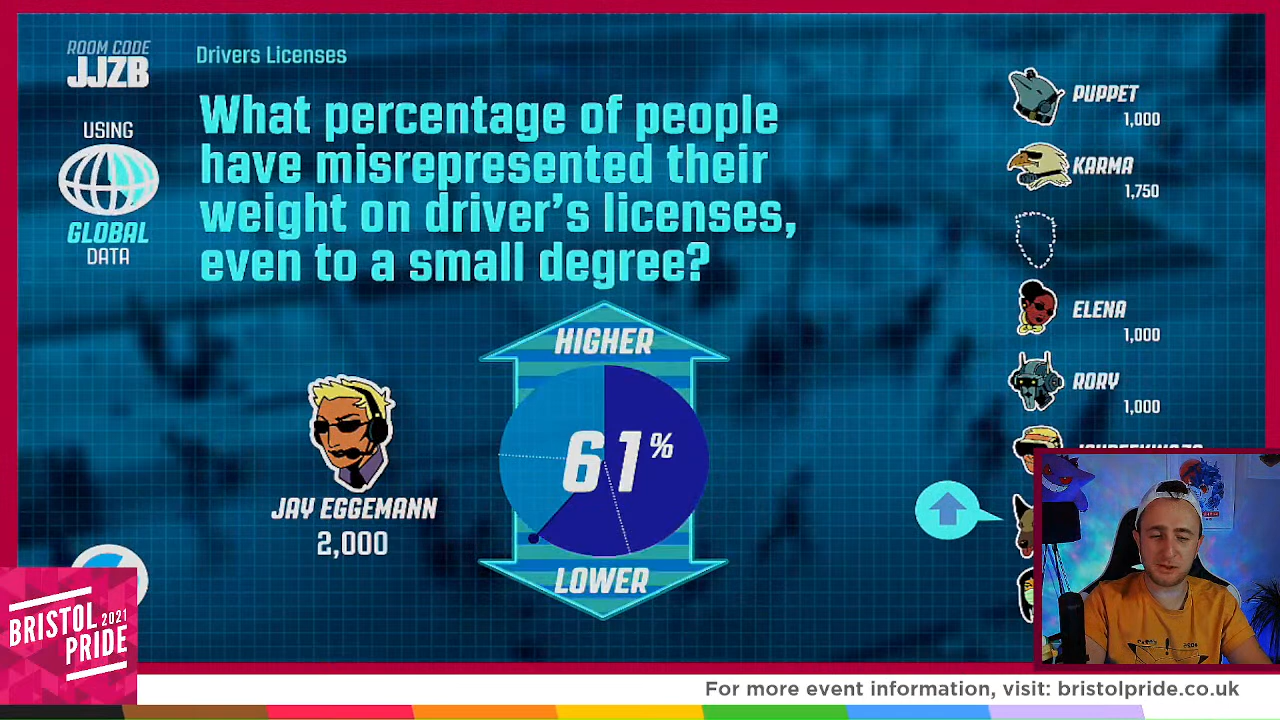 ROOM CODE
JJZB
USING
GLOBAL
DATA
Drivers Licenses
What percentage of people
have misrepresented their
weight on driver's licenses,
even to a small degree?
HIGHER
61%
LOWER
JAY EGGEMANN
2,000
PUPPET
1,000
KARMA
1,750
ELENA
1,000
RORY
1,000
BRISTOL
2021
PRIDE
For more event information, visit: bristolpride.co.uk